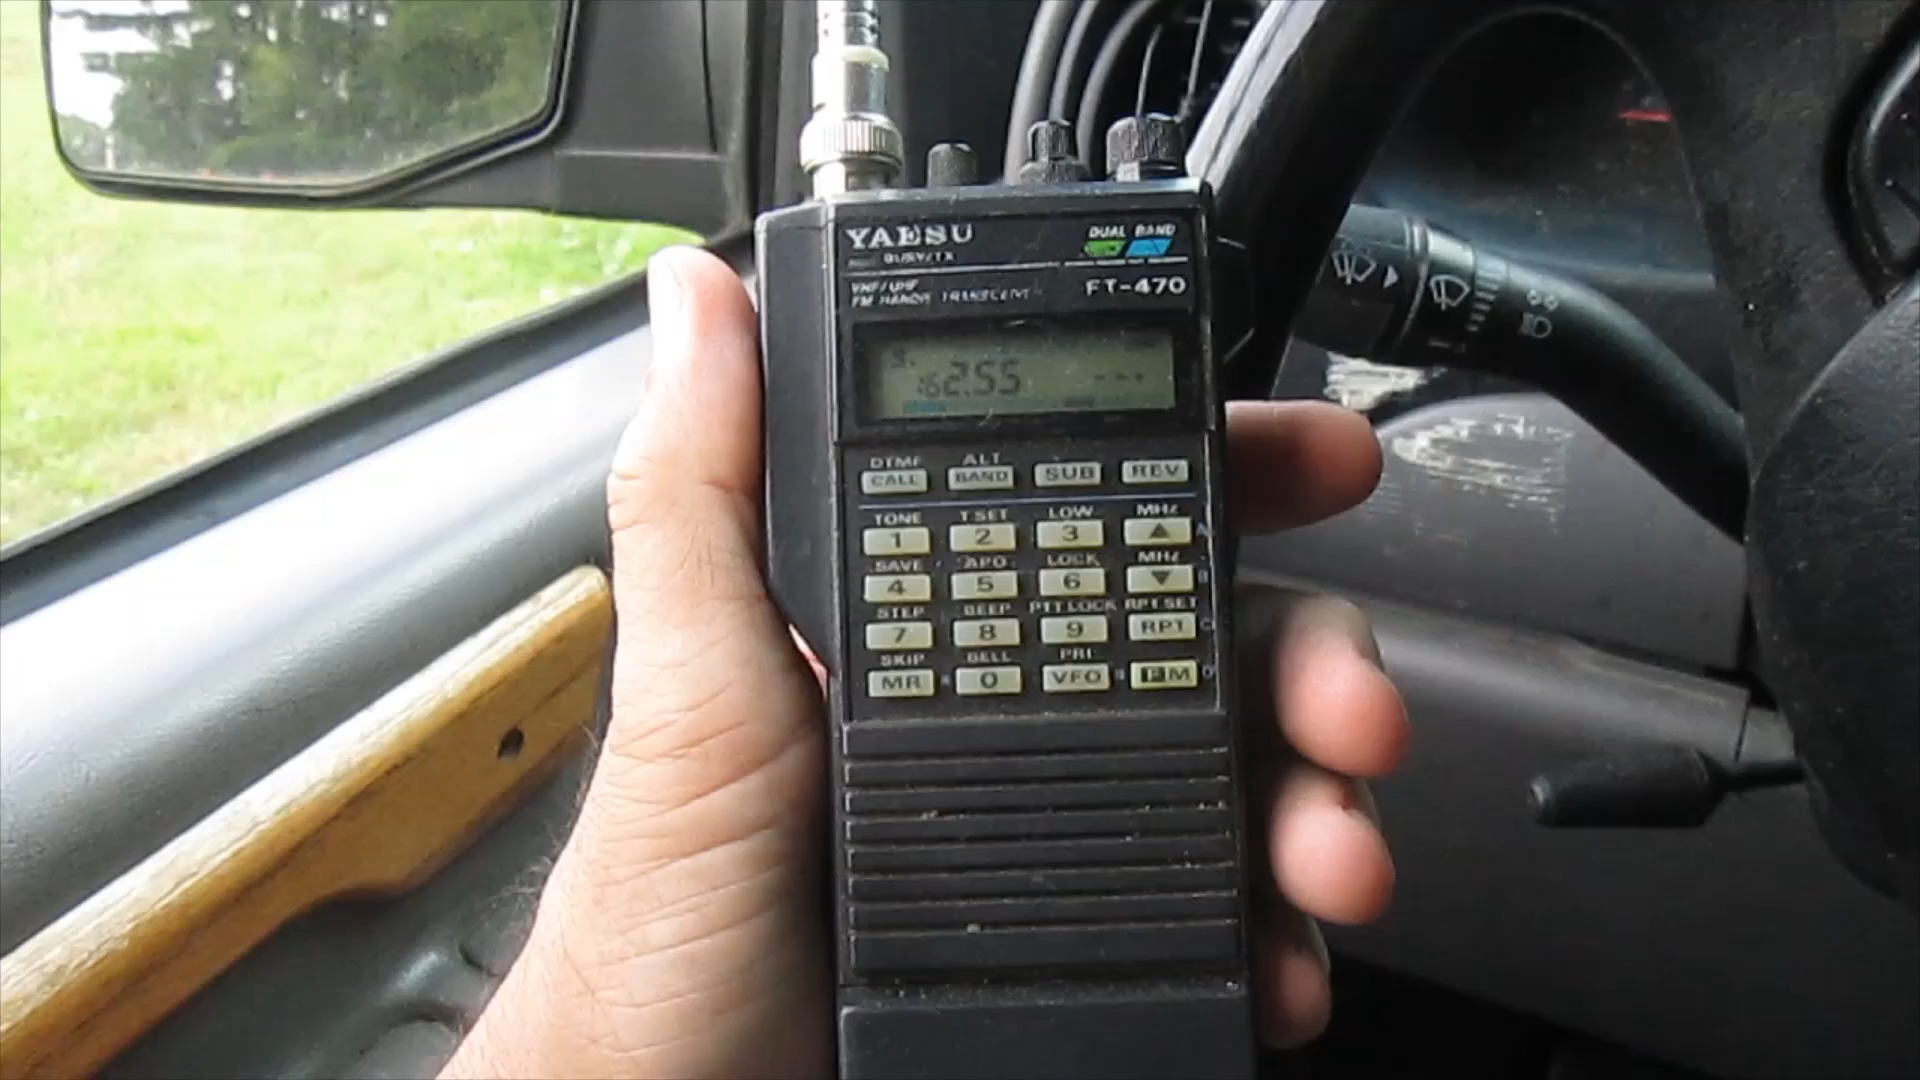 YAESU DUAL BAND
BUSY/TX
VHF/UHF
FM HANDIE TRANSCEIVER FT-470
162.55 ---
DTMF ALT
CALL BAND SUB REV
TONE T.SET LOW MHz
1 2 3 ▲ A
SAVE APO LOCK MHz
4 5 6 ▼ B
STEP BEEP PTT LOCK RPT SET
7 8 9 RPT C
SKIP BELL PRI
MR 0 VFO FM D